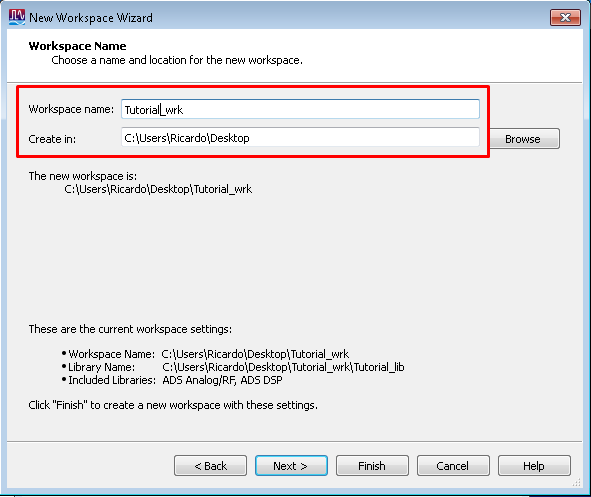 New Workspace Wizard
Workspace Name
Choose a name and location for the new workspace.
Workspace name: Tutorial_wrk
Create in: C:\Users\Ricardo\Desktop Browse
The new workspace is:
C:\Users\Ricardo\Desktop\Tutorial_wrk
These are the current workspace settings:
• Workspace Name: C:\Users\Ricardo\Desktop\Tutorial_wrk
• Library Name: C:\Users\Ricardo\Desktop\Tutorial_wrk\Tutorial_lib
• Included Libraries: ADS Analog/RF, ADS DSP
Click "Finish" to create a new workspace with these settings.
< Back Next > Finish Cancel Help